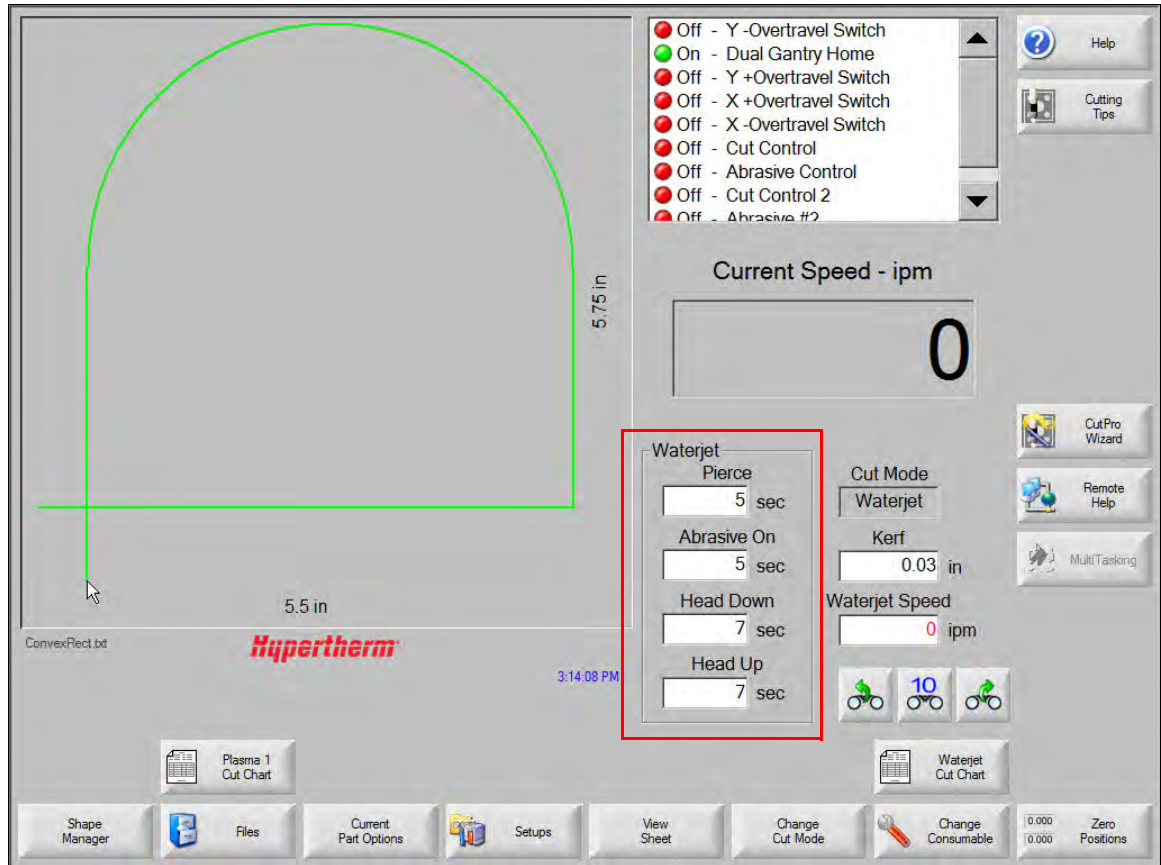 Off - Y -Overtravel Switch
On - Dual Gantry Home
Off - Y +Overtravel Switch
Off - X +Overtravel Switch
Off - X -Overtravel Switch
Off - Cut Control
Off - Abrasive Control
Off - Cut Control 2
Off - Abrasive #2
Help
Cutting
Tips
5.75 in
Current Speed - ipm
0
CutPro
Wizard
Remote
Help
MultiTasking
Waterjet
Pierce
5 sec
Abrasive On
5 sec
Head Down
7 sec
Head Up
7 sec
Cut Mode
Waterjet
Kerf
0.03 in
Waterjet Speed
0 ipm
10
5.5 in
ConvexRect.txt
Hypertherm
3:14:08 PM
Plasma 1
Cut Chart
Waterjet
Cut Chart
Shape
Manager
Files
Current
Part Options
Setups
View
Sheet
Change
Cut Mode
Change
Consumable
0.000
0.000
Zero
Positions